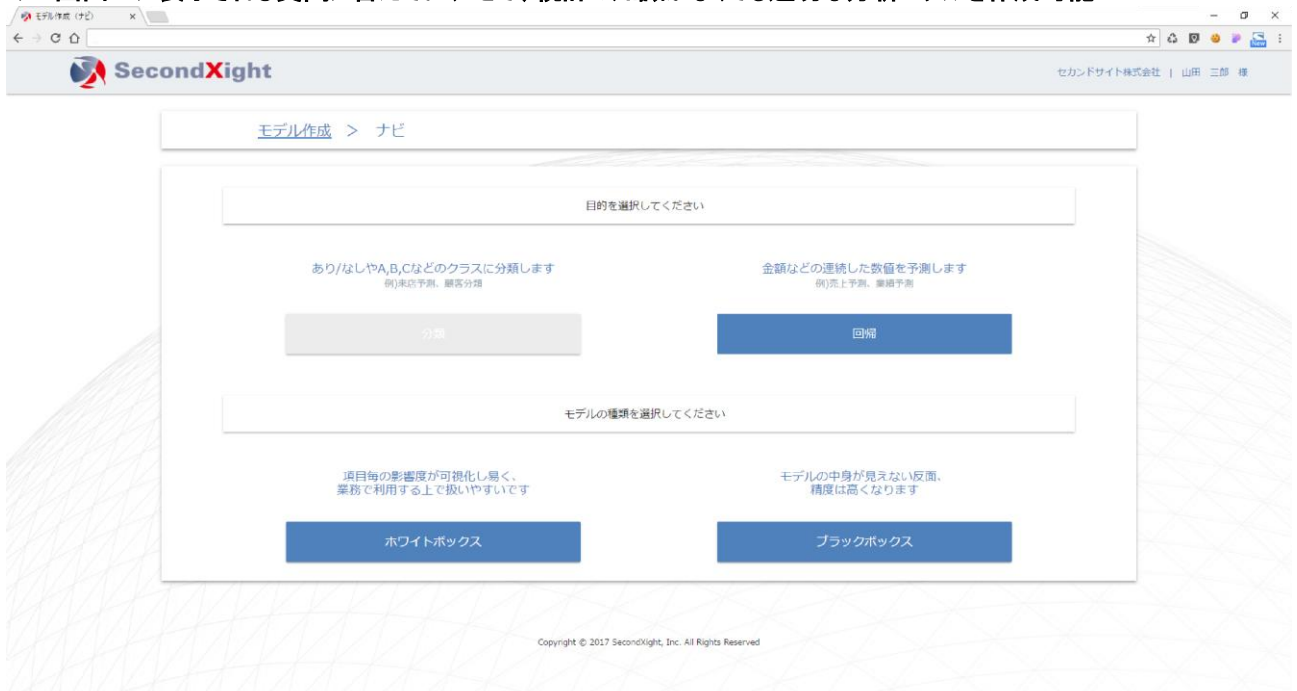 モデル作成 (ナビ)
SecondXight
セカンドサイト株式会社 | 山田 三郎 様
モデル作成 > ナビ
目的を選択してください
あり/なしやA,B,Cなどのクラスに分類します
例)来店予測、顧客分類
金額などの連続した数値を予測します
例)売上予測、業績予測
分類
回帰
モデルの種類を選択してください
項目毎の影響度が可視化し易く、
業務で利用する上で扱いやすいです
モデルの中身が見えない反面、
精度は高くなります
ホワイトボックス
ブラックボックス
Copyright © 2017 SecondXight, Inc. All Rights Reserved